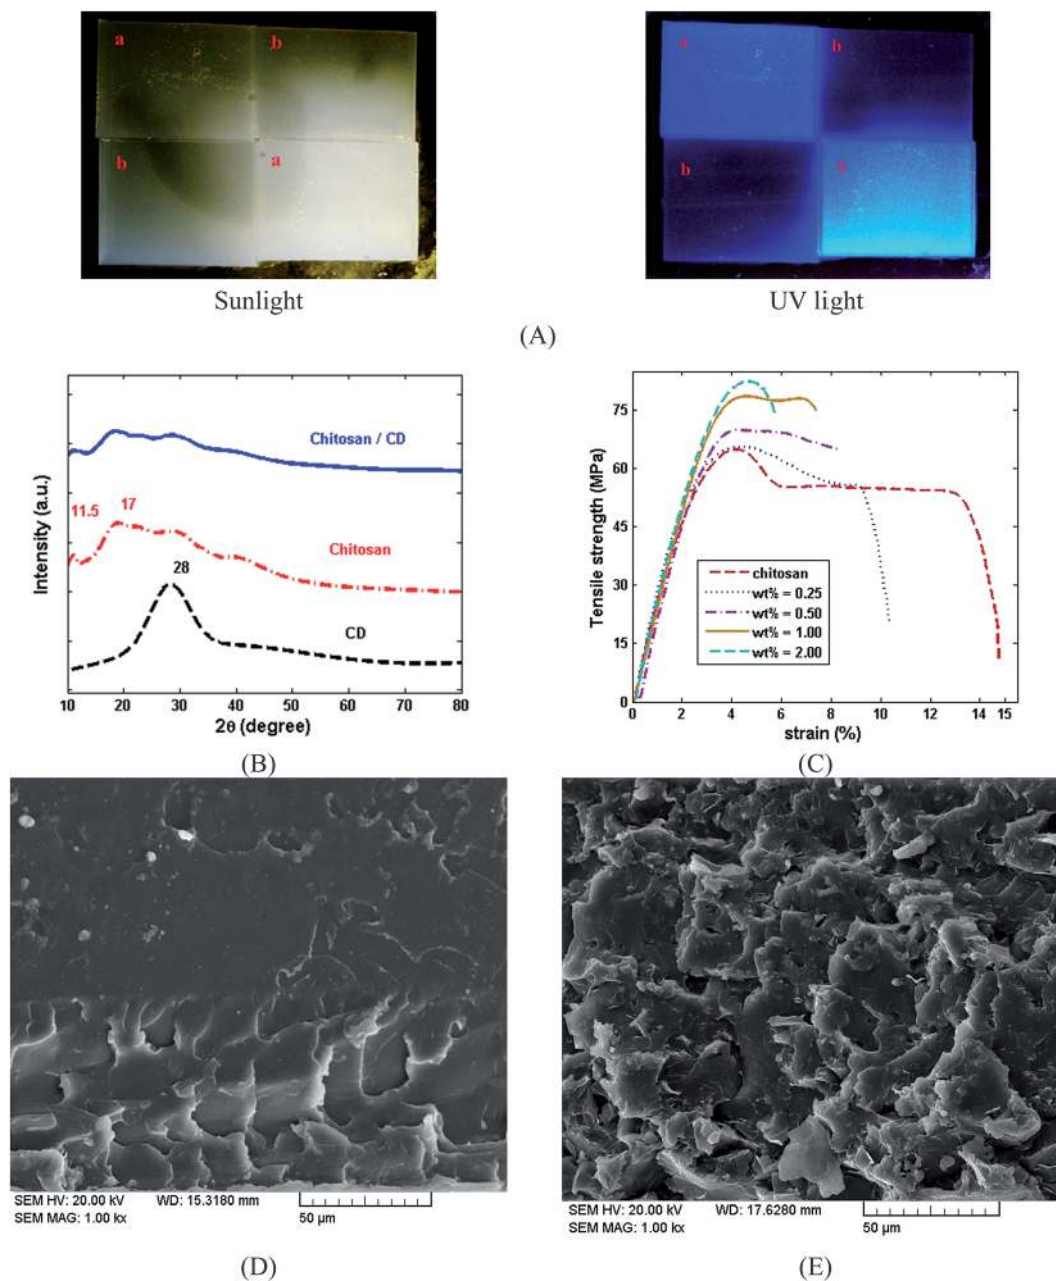 a
b
b
a
a
b
b
Sunlight
UV light
(A)
Intensity (a.u.)
Chitosan / CD
11.5
17
Chitosan
28
CD
10 20 30 40 50 60 70 80
2θ (degree)
(B)
Tensile strength (MPa)
75
60
45
30
15
0
chitosan
wt% = 0.25
wt% = 0.50
wt% = 1.00
wt% = 2.00
0 2 4 6 8 10 12 14 15
strain (%)
(C)
SEM HV: 20.00 kV WD: 15.3180 mm
SEM MAG: 1.00 kx 50 µm
(D)
SEM HV: 20.00 kV WD: 17.6280 mm
SEM MAG: 1.00 kx 50 µm
(E)